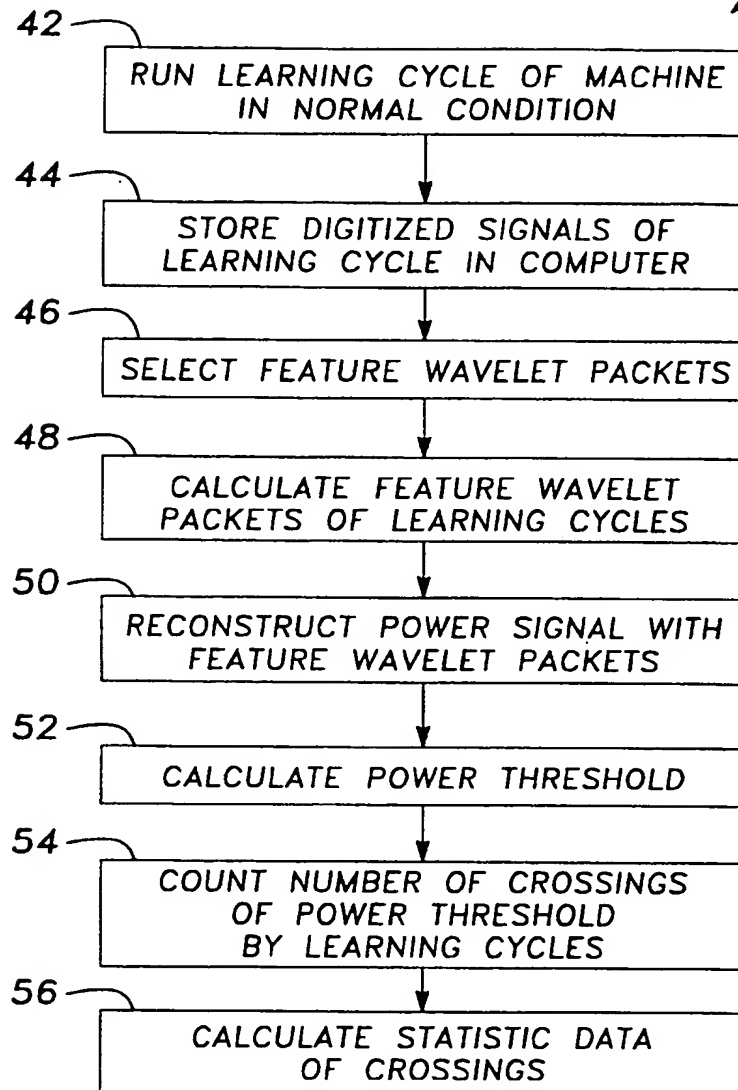 42
RUN LEARNING CYCLE OF MACHINE
IN NORMAL CONDITION
44
STORE DIGITIZED SIGNALS OF
LEARNING CYCLE IN COMPUTER
46
SELECT FEATURE WAVELET PACKETS
48
CALCULATE FEATURE WAVELET
PACKETS OF LEARNING CYCLES
50
RECONSTRUCT POWER SIGNAL WITH
FEATURE WAVELET PACKETS
52
CALCULATE POWER THRESHOLD
54
COUNT NUMBER OF CROSSINGS
OF POWER THRESHOLD
BY LEARNING CYCLES
56
CALCULATE STATISTIC DATA
OF CROSSINGS